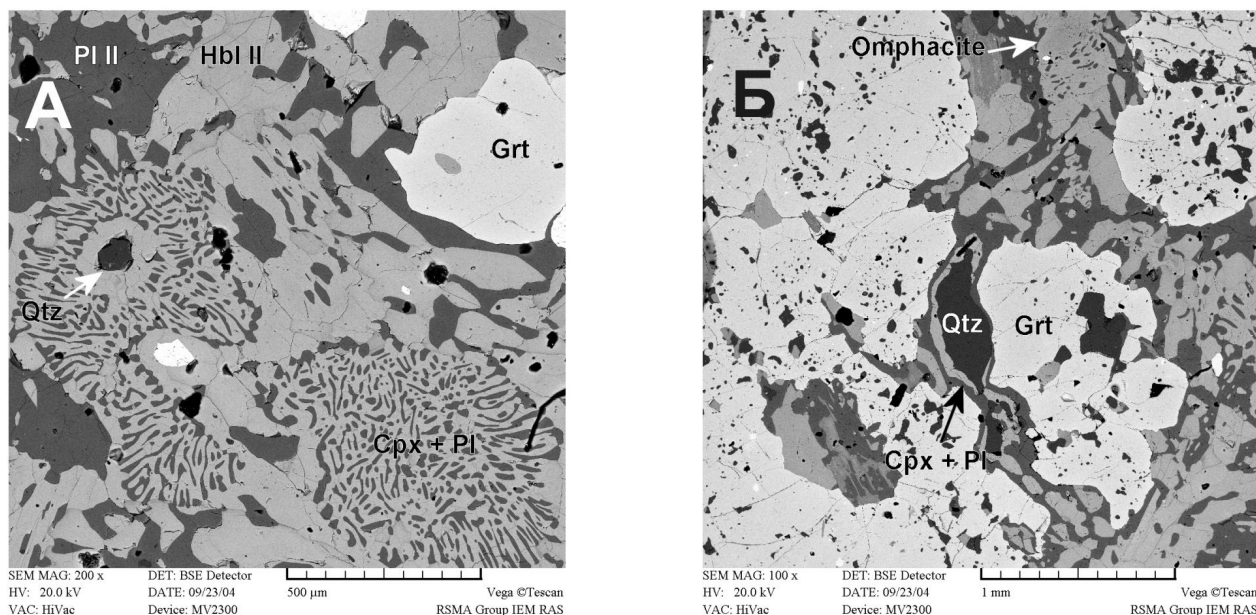 Pl II
Hbl II
А
Grt
Qtz
Cpx + Pl
SEM MAG: 200 x
DET: BSE Detector
HV: 20.0 kV
DATE: 09/23/04
500 µm
Vega ©Tescan
VAC: HiVac
Device: MV2300
RSMA Group IEM RAS
Omphacite
Б
Qtz
Grt
Cpx + Pl
SEM MAG: 100 x
DET: BSE Detector
HV: 20.0 kV
DATE: 09/23/04
1 mm
Vega ©Tescan
VAC: HiVac
Device: MV2300
RSMA Group IEM RAS